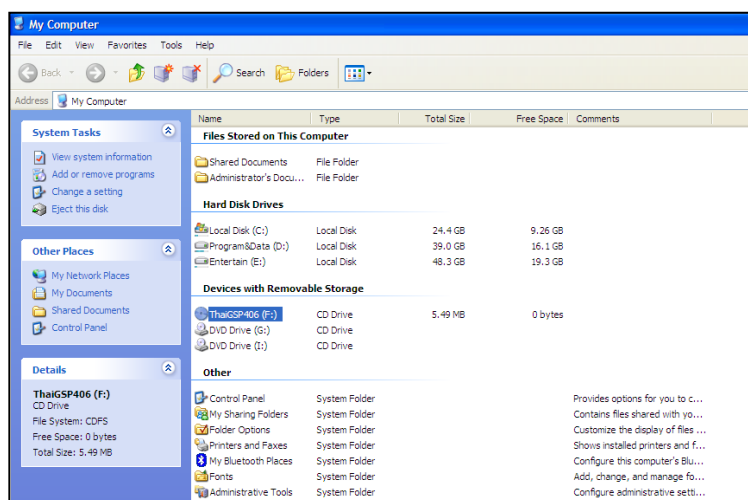 My Computer
File Edit View Favorites Tools Help
Back Search Folders
Address My Computer
System Tasks
View system information
Add or remove programs
Change a setting
Eject this disk
Other Places
My Network Places
My Documents
Shared Documents
Control Panel
Details
ThaiGSP406 (F:)
CD Drive
File System: CDFS
Free Space: 0 bytes
Total Size: 5.49 MB
Name Type Total Size Free Space Comments
Files Stored on This Computer
Shared Documents File Folder
Administrator's Docu... File Folder
Hard Disk Drives
Local Disk (C:) Local Disk 24.4 GB 9.26 GB
Program&Data (D:) Local Disk 39.0 GB 16.1 GB
Entertain (E:) Local Disk 48.3 GB 19.3 GB
Devices with Removable Storage
ThaiGSP406 (F:) CD Drive 5.49 MB 0 bytes
DVD Drive (G:) CD Drive
DVD Drive (I:) CD Drive
Other
Control Panel System Folder Provides options for you to c...
My Sharing Folders System Folder Contains files shared with yo...
Folder Options System Folder Customize the display of files ...
Printers and Faxes System Folder Shows installed printers and f...
My Bluetooth Places System Folder Configure this computer's Blu...
Fonts System Folder Add, change, and manage fo...
Administrative Tools System Folder Configure administrative setti...